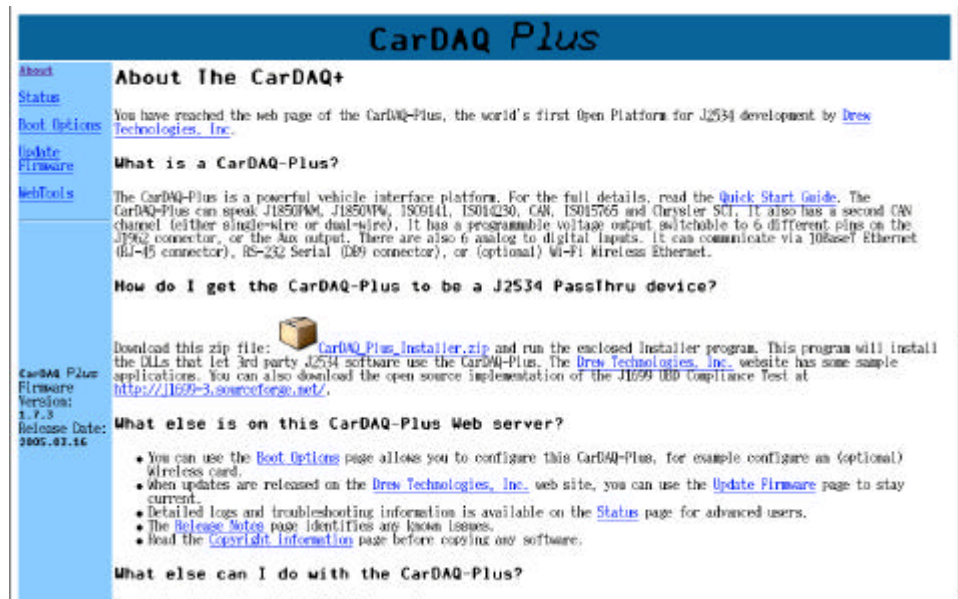 CarDAQ Plus
About
Status
Boot Options
Update
Firmware
WebTools
CarDAQ Plus
Firmware
Version:
1.7.3
Release Date:
2005.03.16
About The CarDAQ+
You have reached the web page of the CarDAQ-Plus, the world's first Open Platform for J2534 development by Drew
Technologies, Inc.
What is a CarDAQ-Plus?
The CarDAQ-Plus is a powerful vehicle interface platform. For the full details, read the Quick Start Guide. The
CarDAQ-Plus can speak J1850PWM, J1850VPW, ISO9141, ISO14230, CAN, ISO15765 and Chrysler SCI. It also has a second CAN
channel (either single-wire or dual-wire). It has a programmable voltage output switchable to 6 different pins on the
J1962 connector, or the Aux output. There are also 6 analog to digital inputs. It can communicate via 10BaseT Ethernet
(RJ-45 connector), RS-232 Serial (DB9 connector), or (optional) Wi-Fi Wireless Ethernet.
How do I get the CarDAQ-Plus to be a J2534 PassThru device?
Download this zip file: CarDAQ_Plus_Installer.zip and run the enclosed Installer program. This program will install
the DLLs that let 3rd party J2534 software use the CarDAQ-Plus. The Drew Technologies, Inc. website has some sample
applications. You can also download the open source implementation of the J1699 OBD Compliance Test at
http://j1699-3.sourceforge.net/.
What else is on this CarDAQ-Plus Web server?
● You can use the Boot Options page allows you to configure this CarDAQ-Plus, for example configure an (optional)
Wireless card.
● When updates are released on the Drew Technologies, Inc. web site, you can use the Update Firmware page to stay
current.
● Detailed logs and troubleshooting information is available on the Status page for advanced users.
● The Release Notes page identifies any known issues.
● Read the Copyright information page before copying any software.
What else can I do with the CarDAQ-Plus?